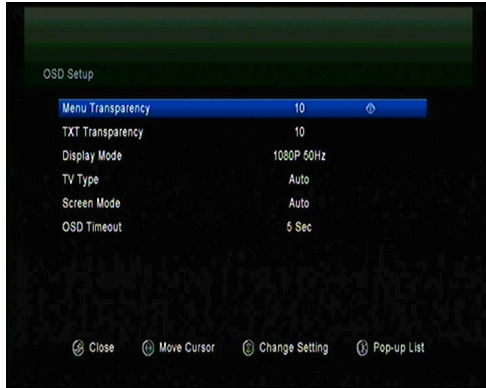 OSD Setup
Menu Transparency 10
TXT Transparency 10
Display Mode 1080P 50Hz
TV Type Auto
Screen Mode Auto
OSD Timeout 5 Sec
Close Move Cursor Change Setting Pop-up List